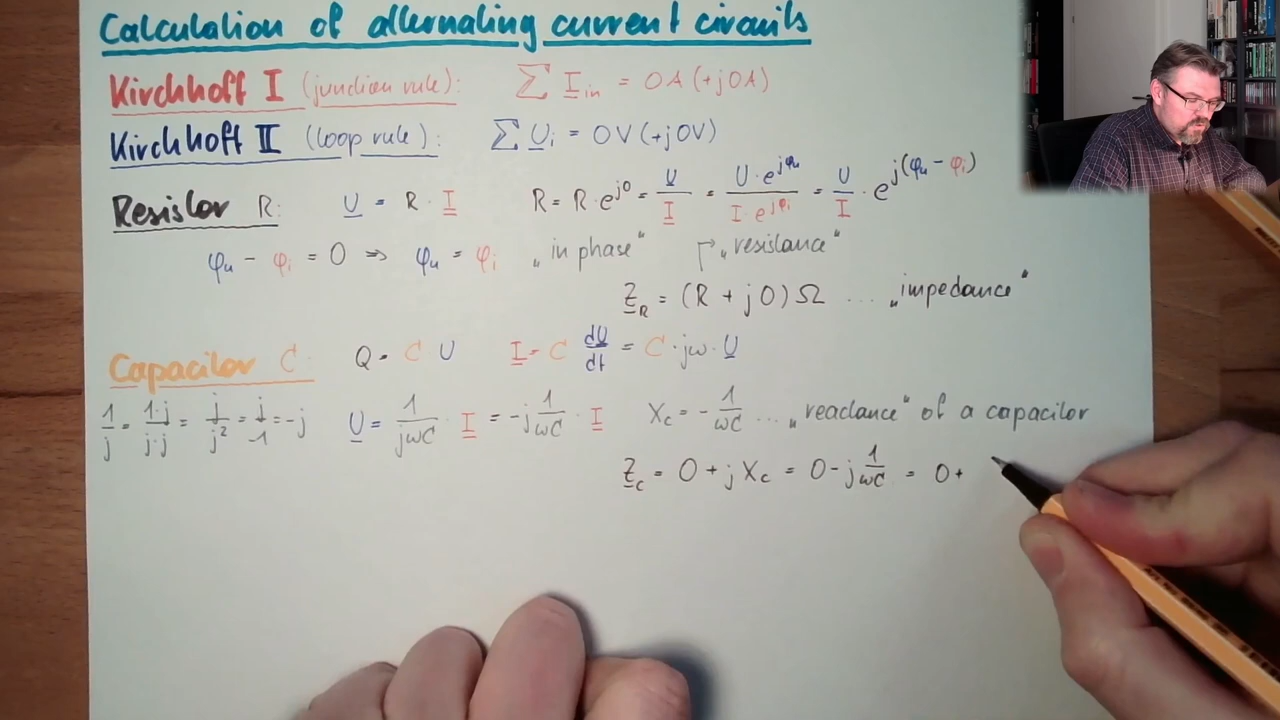 Calculation of alternating current circuits
Kirchhoff I (junction rule): ∑ I_in = 0A (+j0A)
Kirchhoff II (loop rule): ∑ U_i = 0V (+j0V)
Resistor R: U = R · I R = R · e^{j0} = U/I = U · e^{jφu} / I · e^{jφi} = U/I · e^{j(φu - φi)}
φu - φi = 0 ⇒ φu = φi „in phase" ↱ „resistance"
Z_R = (R + j0)Ω ... „impedance"
Capacitor C: Q = C U I = C dU/dt = C · jω · U
1/j = 1·j/j·j = j/j² = j/-1 = -j U = 1/jωC · I = -j 1/ωC · I X_C = - 1/ωC ... „reactance" of a capacitor
Z_C = 0 + j X_C = 0 - j 1/ωC = 0 +